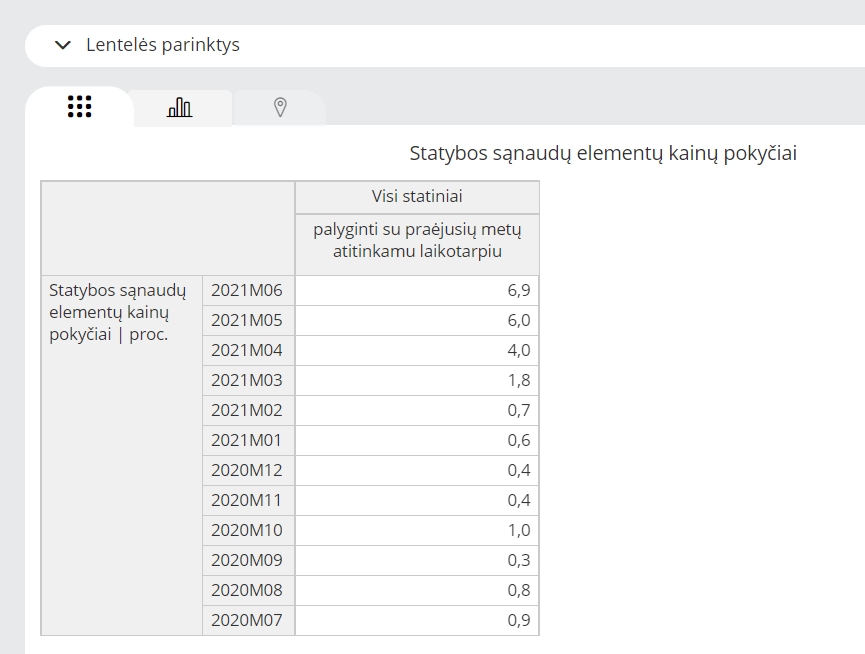 Lentelės parinktys
Statybos sąnaudų elementų kainų pokyčiai
Visi statiniai
palyginti su praėjusių metų
atitinkamu laikotarpiu
Statybos sąnaudų
elementų kainų
pokyčiai | proc.
2021M06 6,9
2021M05 6,0
2021M04 4,0
2021M03 1,8
2021M02 0,7
2021M01 0,6
2020M12 0,4
2020M11 0,4
2020M10 1,0
2020M09 0,3
2020M08 0,8
2020M07 0,9